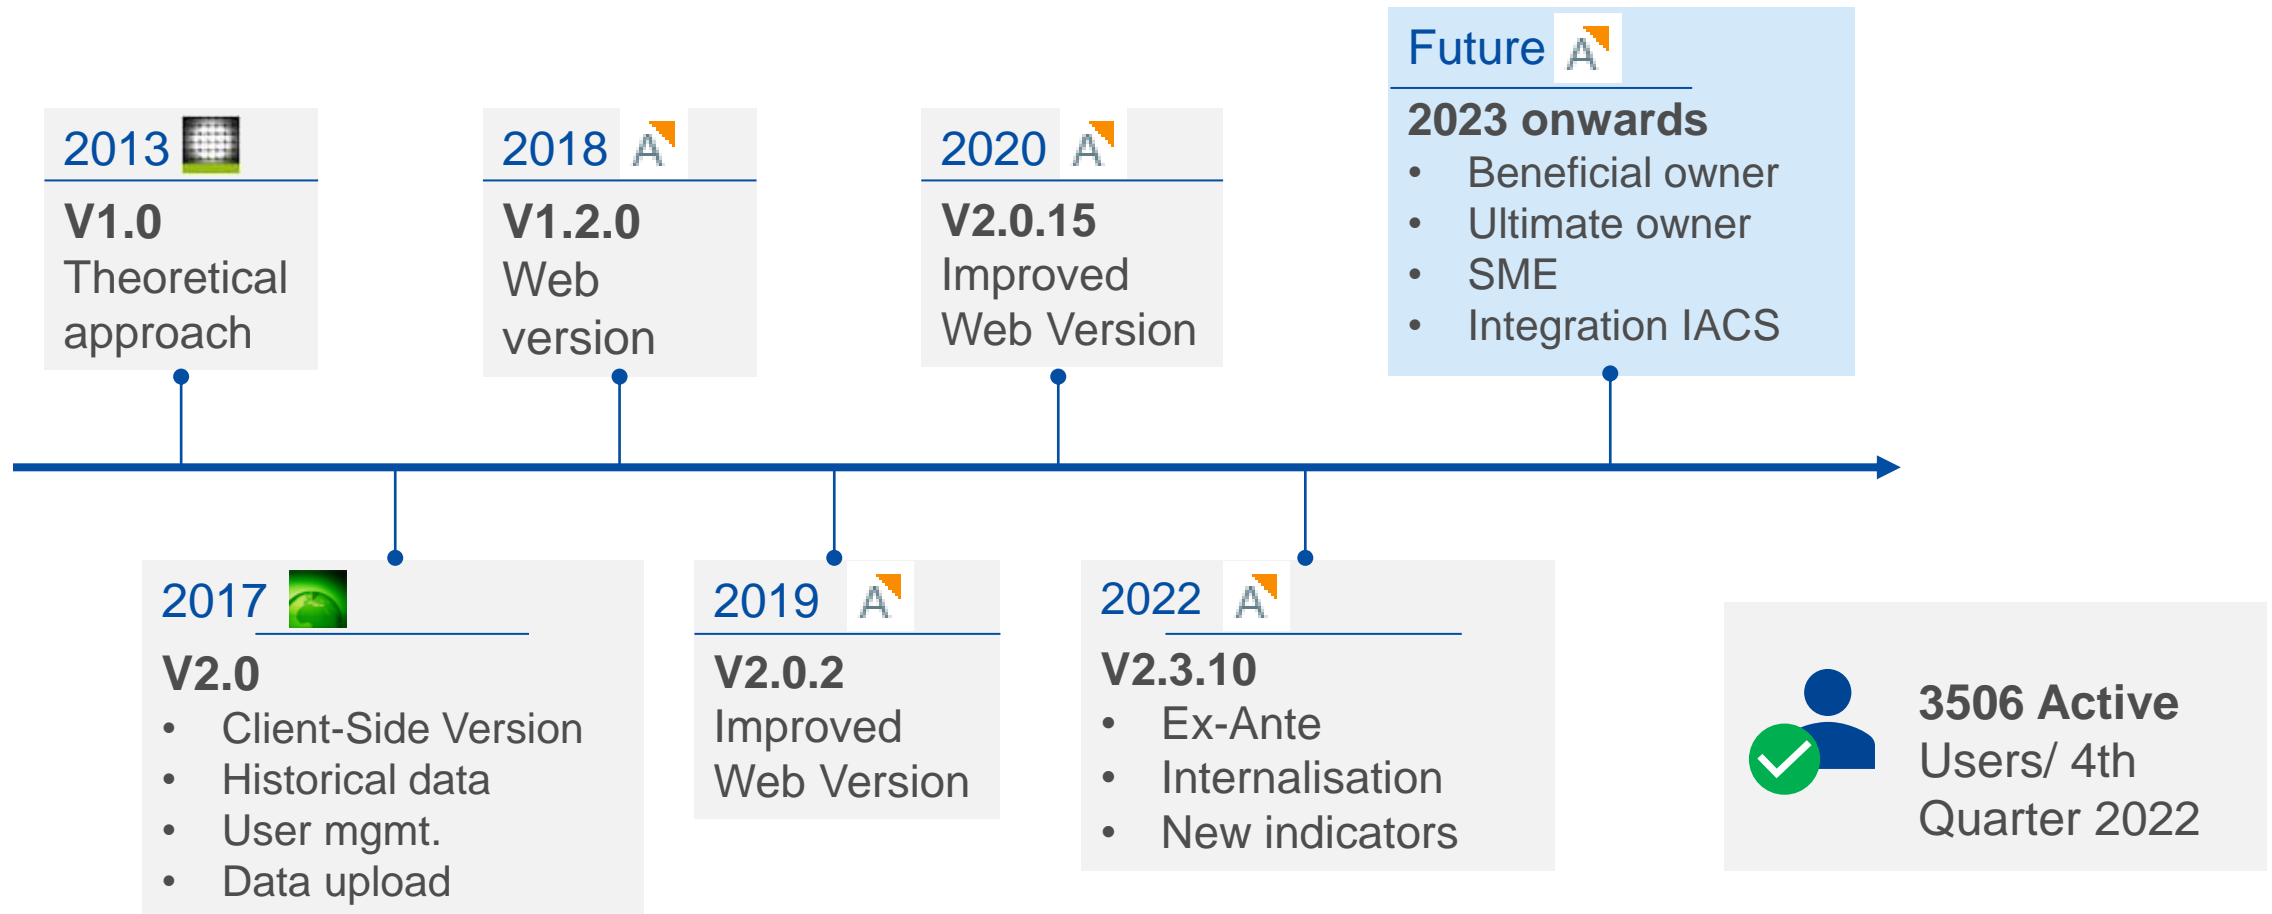 2013
V1.0
Theoretical
approach
2017
V2.0
• Client-Side Version
• Historical data
• User mgmt.
• Data upload
2018
V1.2.0
Web
version
2019
V2.0.2
Improved
Web Version
2020
V2.0.15
Improved
Web Version
2022
V2.3.10
• Ex-Ante
• Internalisation
• New indicators
Future
2023 onwards
• Beneficial owner
• Ultimate owner
• SME
• Integration IACS
3506 Active
Users/ 4th
Quarter 2022